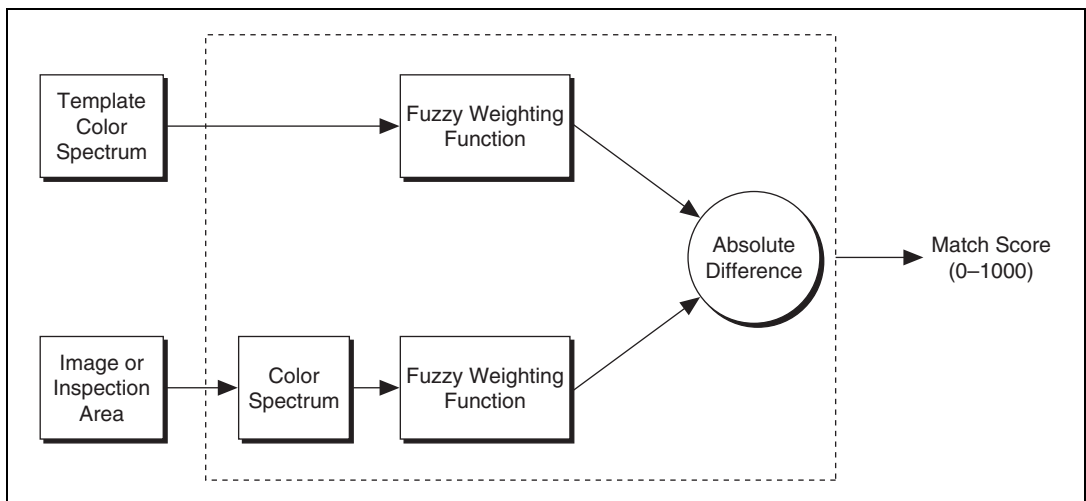 Template
Color
Spectrum
Fuzzy Weighting
Function
Absolute
Difference
Match Score
(0–1000)
Image or
Inspection
Area
Color
Spectrum
Fuzzy Weighting
Function